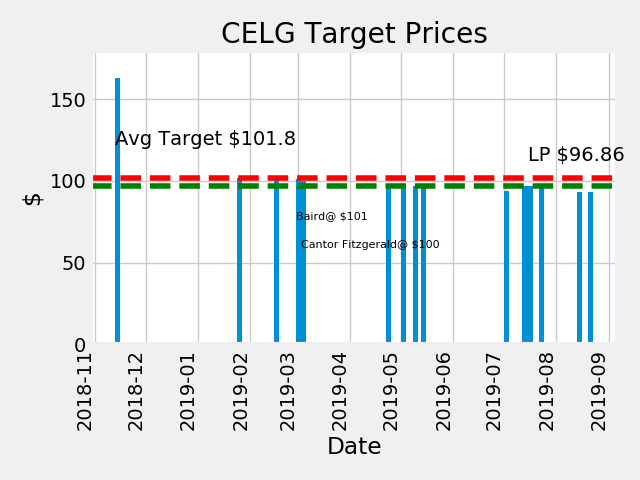 CELG Target Prices
150
Avg Target $101.8
LP $96.86
100
Baird@ $101
Cantor Fitzgerald@ $100
50
0
$
2018-11
2018-12
2019-01
2019-02
2019-03
2019-04
2019-05
2019-06
2019-07
2019-08
2019-09
Date